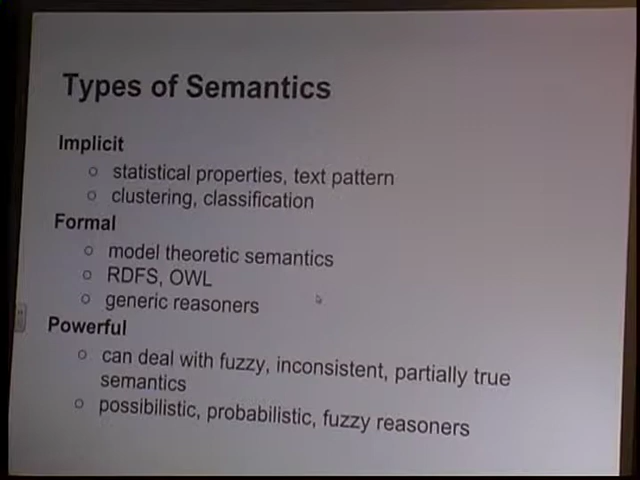 Types of Semantics
Implicit
statistical properties, text pattern
clustering, classification
Formal
model theoretic semantics
RDFS, OWL
generic reasoners
Powerful
can deal with fuzzy, inconsistent, partially true
semantics
possibilistic, probabilistic, fuzzy reasoners